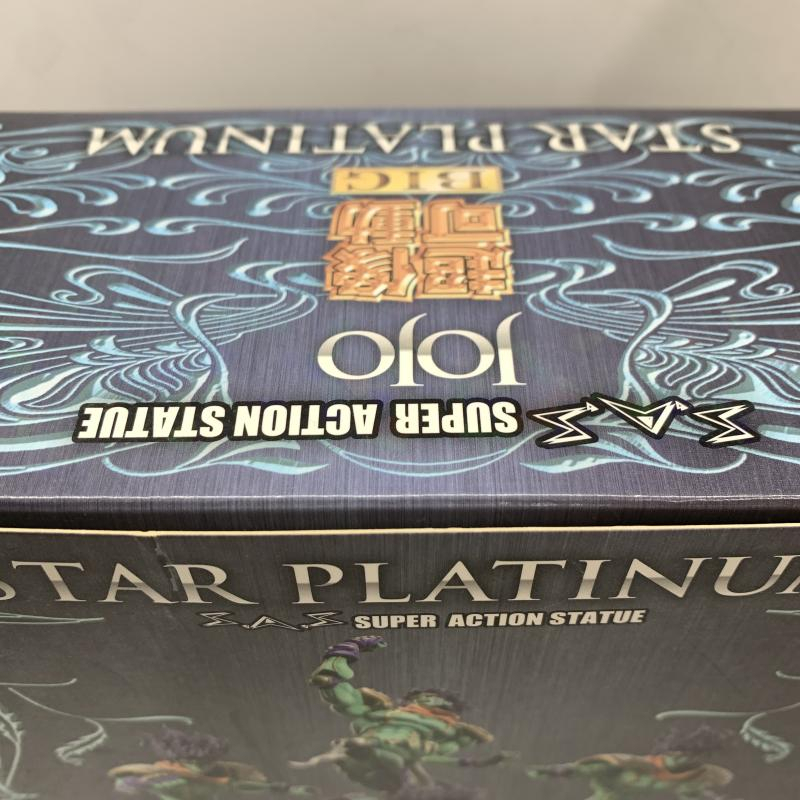 S.A.S SUPER ACTION STATUE
JOJO
超像
可動
BIG
STAR PLATINUM
STAR PLATINU
S.A.S SUPER ACTION STATUE